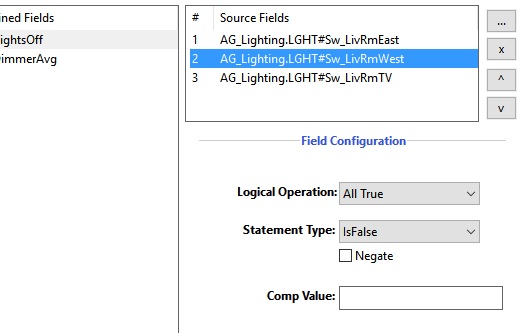 ined Fields
ightsOff
immerAvg
# Source Fields
1 AG_Lighting.LGHT#Sw_LivRmEast
2 AG_Lighting.LGHT#Sw_LivRmWest
3 AG_Lighting.LGHT#Sw_LivRmTV
...
x
^
v
Field Configuration
Logical Operation: All True
Statement Type: IsFalse
Negate
Comp Value: